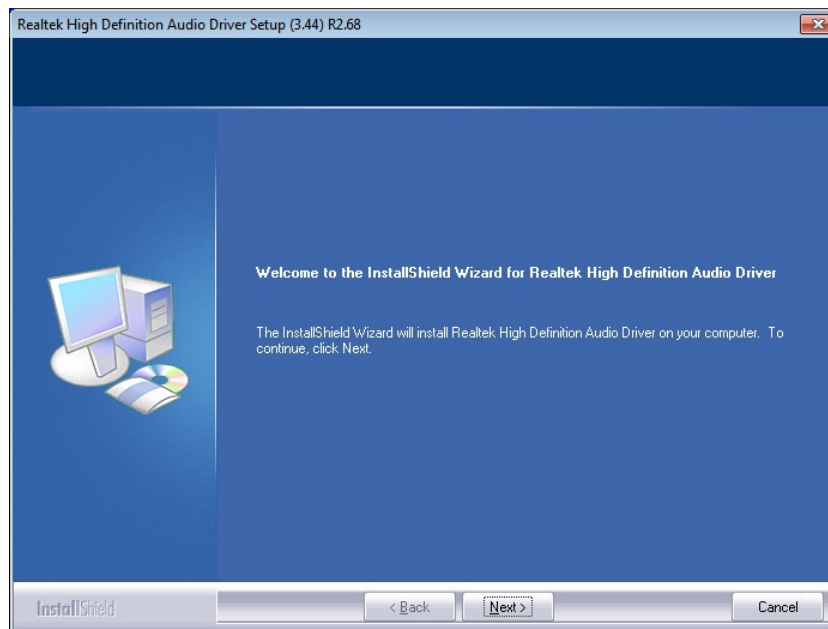 Realtek High Definition Audio Driver Setup (3.44) R2.68
Welcome to the InstallShield Wizard for Realtek High Definition Audio Driver
The InstallShield Wizard will install Realtek High Definition Audio Driver on your computer. To
continue, click Next.
InstallShield
< Back
Next >
Cancel